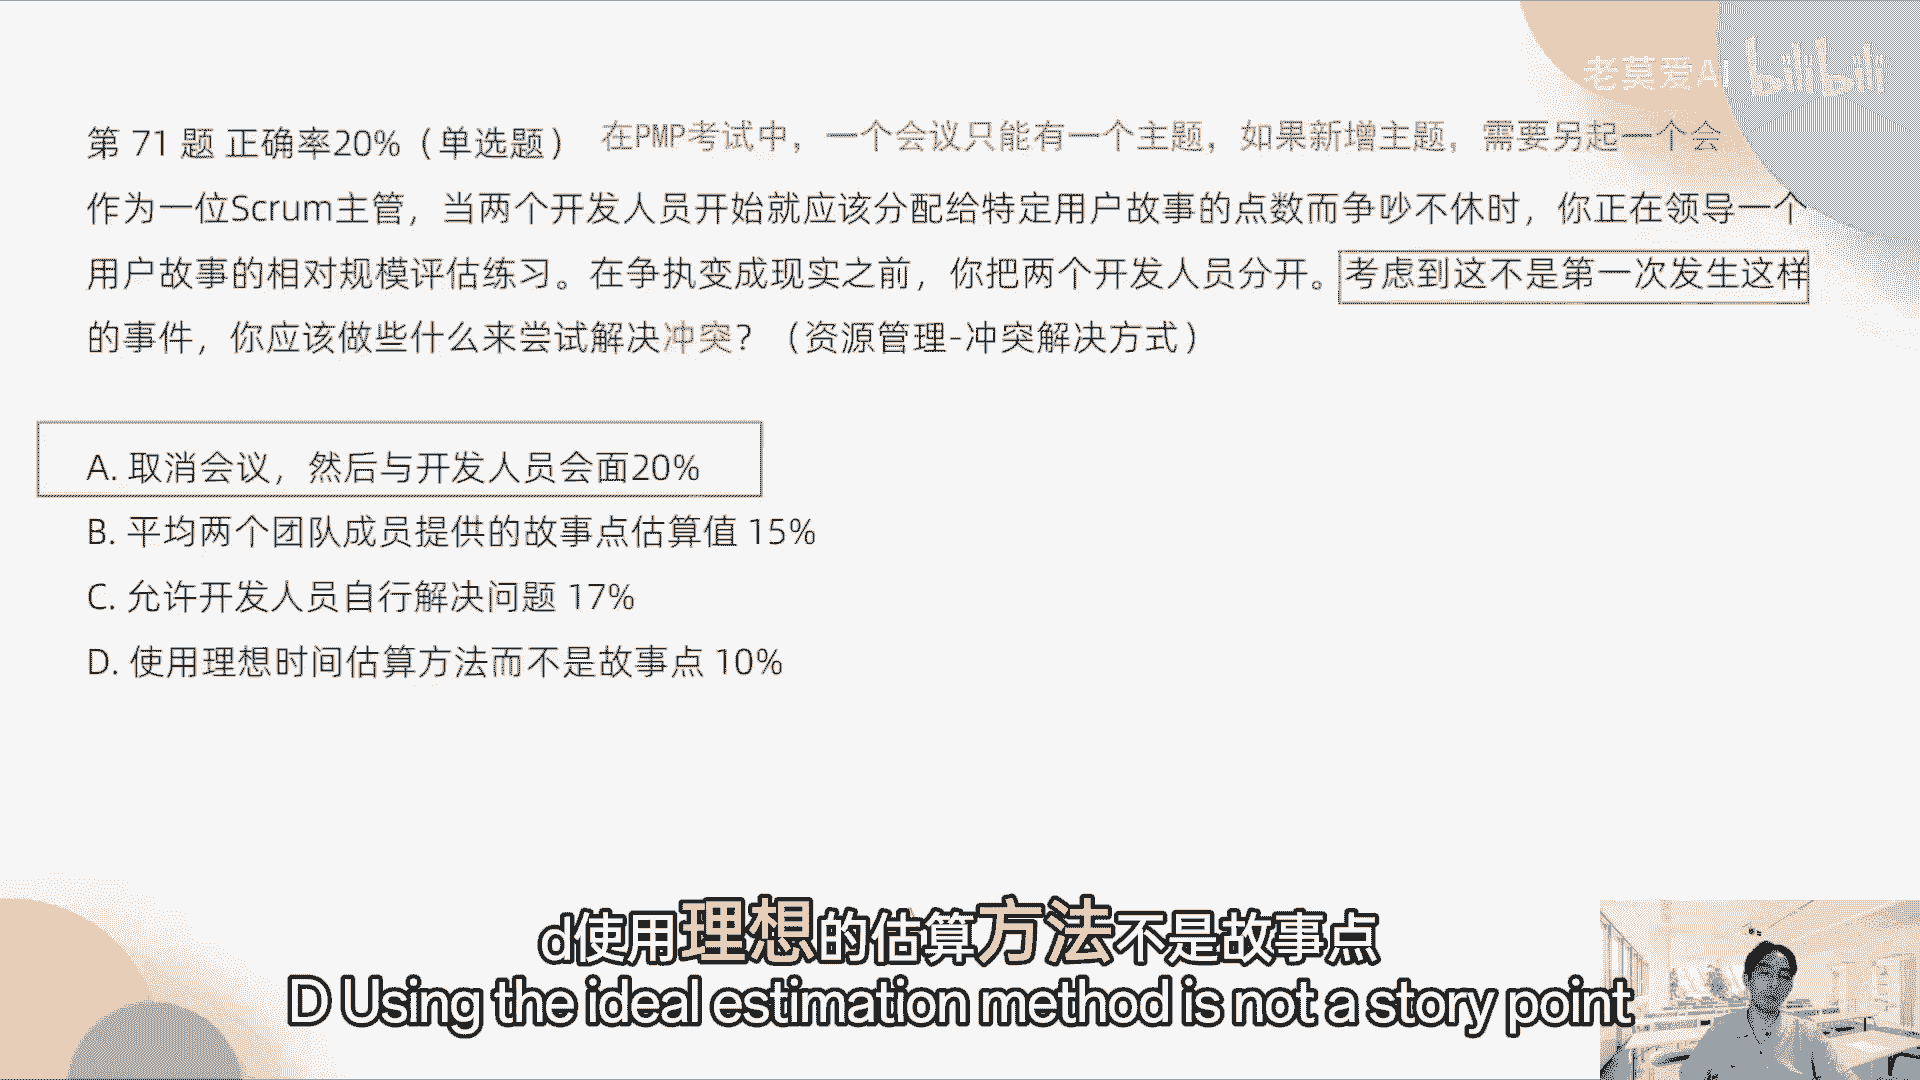 老莫爱AI bilibili
第 71 题 正确率20%（单选题） 在PMP考试中，一个会议只能有一个主题，如果新增主题，需要另起一个会
作为一位Scrum主管，当两个开发人员开始就应该分配给特定用户故事的点数而争吵不休时，你正在领导一个
用户故事的相对规模评估练习。在争执变成现实之前，你把两个开发人员分开。考虑到这不是第一次发生这样
的事件，你应该做些什么来尝试解决冲突？（资源管理-冲突解决方式）
A. 取消会议，然后与开发人员会面20%
B. 平均两个团队成员提供的故事点估算值 15%
C. 允许开发人员自行解决问题 17%
D. 使用理想时间估算方法而不是故事点 10%
d使用理想的估算方法不是故事点
D Using the ideal estimation method is not a story point